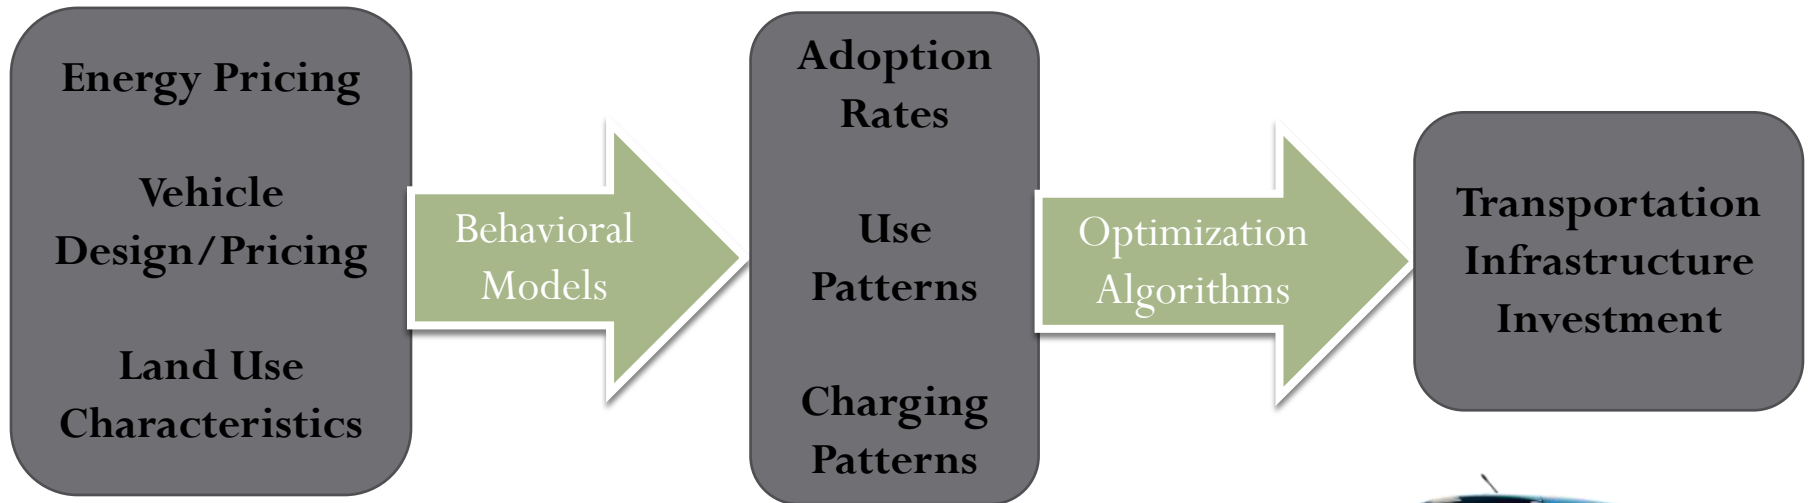 Energy Pricing
Vehicle
Design/Pricing
Land Use
Characteristics
Behavioral
Models
Adoption
Rates
Use
Patterns
Charging
Patterns
Optimization
Algorithms
Transportation
Infrastructure
Investment